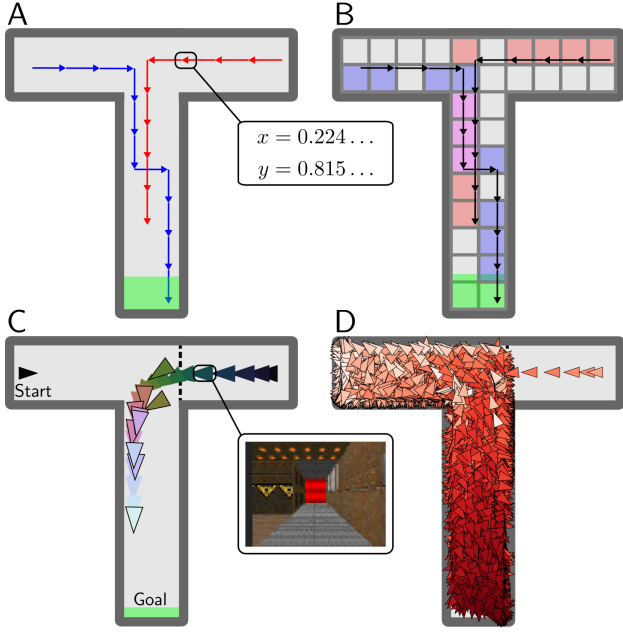 A
B
x = 0.224 . . .
y = 0.815 . . .
C
D
Start
Goal